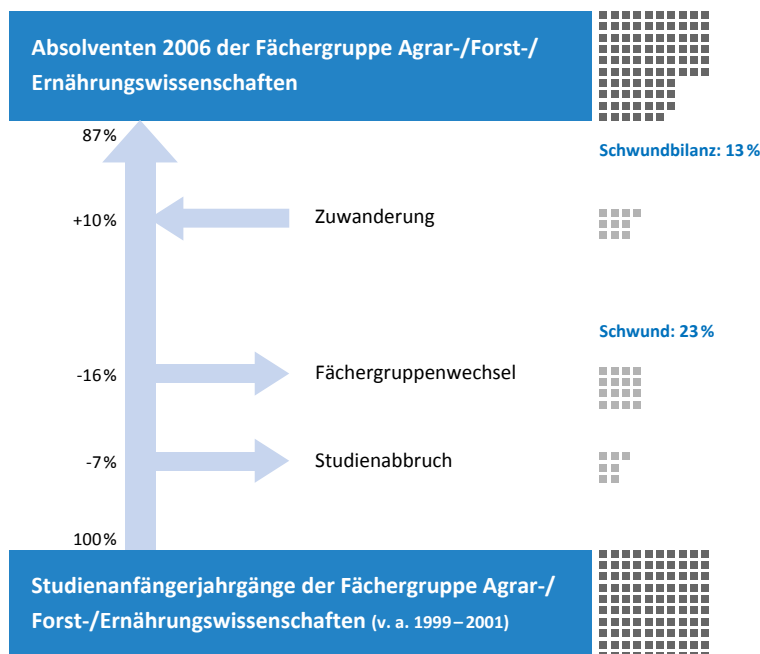 Absolventen 2006 der Fächergruppe Agrar-/Forst-/
Ernährungswissenschaften
87%
Schwundbilanz: 13%
+10%
Zuwanderung
Schwund: 23%
-16%
Fächergruppenwechsel
-7%
Studienabbruch
100%
Studienanfängerjahrgänge der Fächergruppe Agrar-/
Forst-/Ernährungswissenschaften (v. a. 1999–2001)